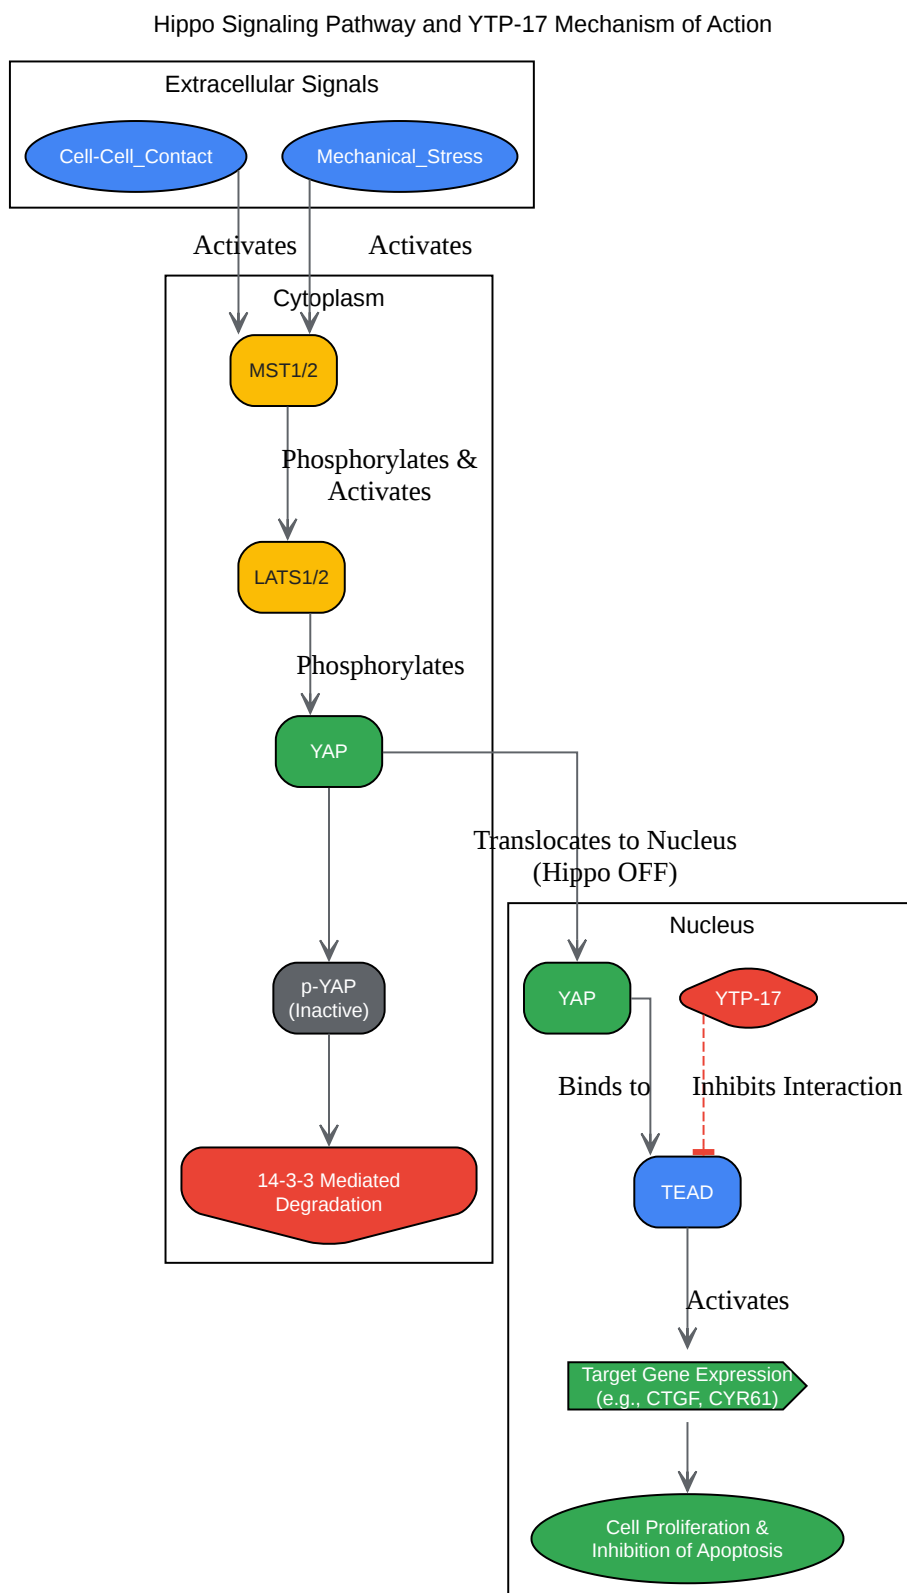 Hippo Signaling Pathway and YTP-17 Mechanism of Action
Extracellular Signals
Cell-Cell_Contact
Mechanical_Stress
Activates
Activates
Cytoplasm
MST1/2
Phosphorylates &
Activates
LATS1/2
Phosphorylates
YAP
Translocates to Nucleus
(Hippo OFF)
Nucleus
p-YAP
(Inactive)
YAP
YTP-17
Binds to
Inhibits Interaction
14-3-3 Mediated
Degradation
TEAD
Activates
Target Gene Expression
(e.g., CTGF, CYR61)
Cell Proliferation &
Inhibition of Apoptosis